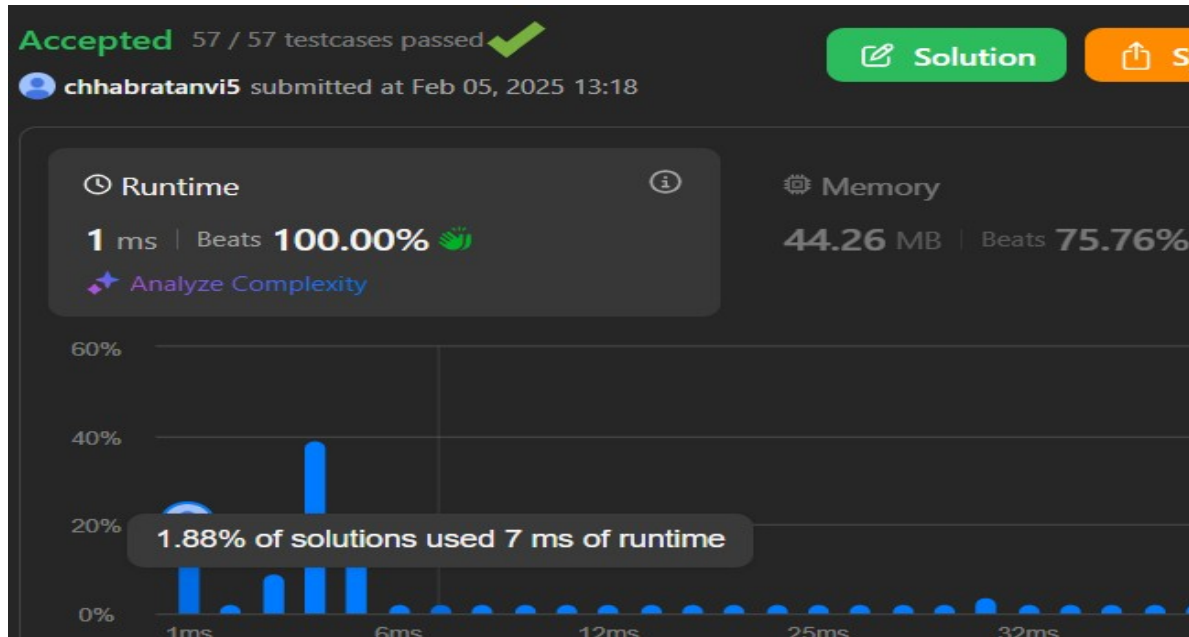 Accepted 57 / 57 testcases passed
Solution
S
chhabratanvi5 submitted at Feb 05, 2025 13:18
Runtime
Memory
1 ms | Beats 100.00%
44.26 MB | Beats 75.76%
Analyze Complexity
60%
40%
20%
1.88% of solutions used 7 ms of runtime
0%
1ms 6ms 12ms 25ms 32ms